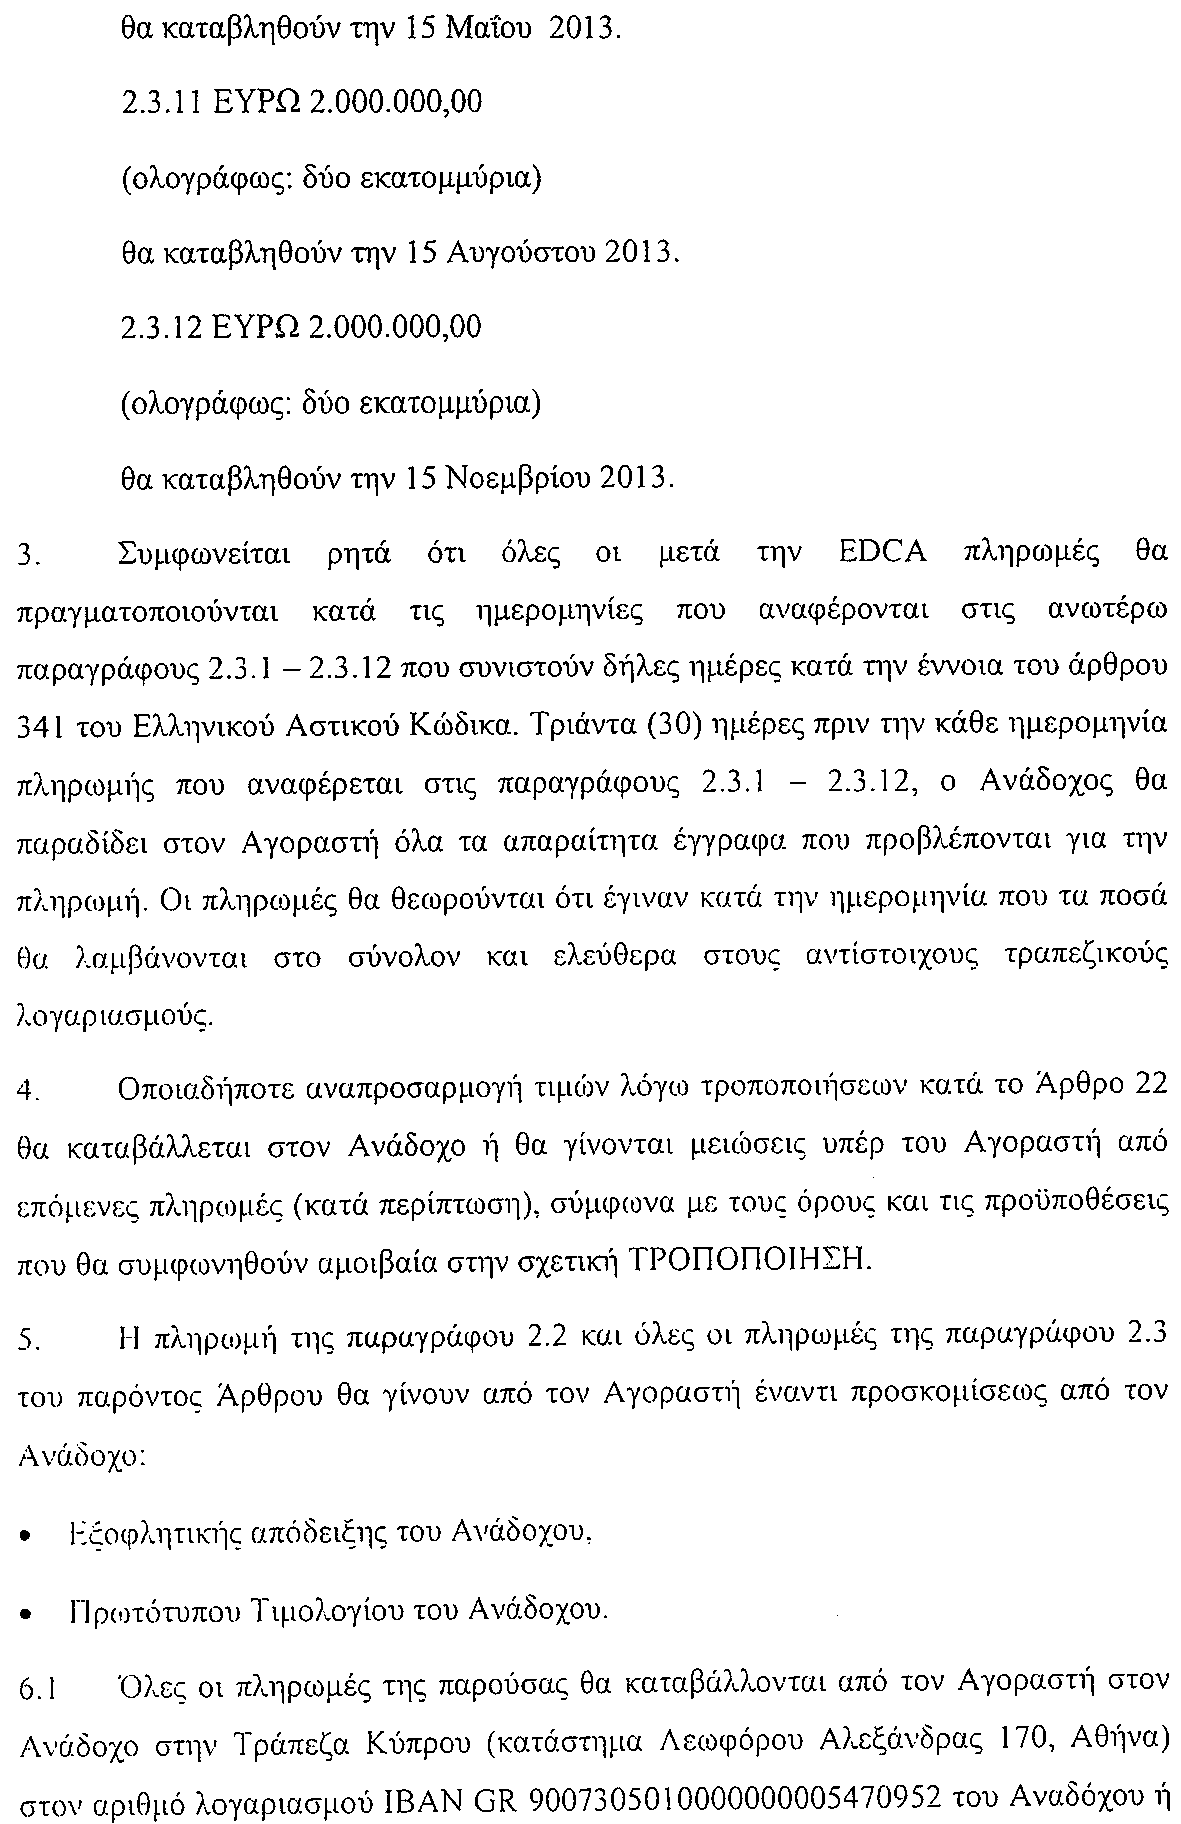 θα καταβληθούν την 15 Μαΐου 2013.
2.3.11 ΕΥΡΩ 2.000.000,00
(ολογράφως: δύο εκατομμύρια)
θα καταβληθούν την 15 Αυγούστου 2013.
2.3.12 ΕΥΡΩ 2.000.000,00
(ολογράφως: δύο εκατομμύρια)
θα καταβληθούν την 15 Νοεμβρίου 2013.
3. Συμφωνείται ρητά ότι όλες οι μετά την EDCA πληρωμές θα
πραγματοποιούνται κατά τις ημερομηνίες που αναφέρονται στις ανωτέρω
παραγράφους 2.3.1 – 2.3.12 που συνιστούν δήλες ημέρες κατά την έννοια του άρθρου
341 του Ελληνικού Αστικού Κώδικα. Τριάντα (30) ημέρες πριν την κάθε ημερομηνία
πληρωμής που αναφέρεται στις παραγράφους 2.3.1 – 2.3.12, ο Ανάδοχος θα
παραδίδει στον Αγοραστή όλα τα απαραίτητα έγγραφα που προβλέπονται για την
πληρωμή. Οι πληρωμές θα θεωρούνται ότι έγιναν κατά την ημερομηνία που τα ποσά
θα λαμβάνονται στο σύνολον και ελεύθερα στους αντίστοιχους τραπεζικούς
λογαριασμούς.
4. Οποιαδήποτε αναπροσαρμογή τιμών λόγω τροποποιήσεων κατά το Άρθρο 22
θα καταβάλλεται στον Ανάδοχο ή θα γίνονται μειώσεις υπέρ του Αγοραστή από
επόμενες πληρωμές (κατά περίπτωση), σύμφωνα με τους όρους και τις προϋποθέσεις
που θα συμφωνηθούν αμοιβαία στην σχετική ΤΡΟΠΟΠΟΙΗΣΗ.
5. Η πληρωμή της παραγράφου 2.2 και όλες οι πληρωμές της παραγράφου 2.3
του παρόντος Άρθρου θα γίνουν από τον Αγοραστή έναντι προσκομίσεως από τον
Ανάδοχο:
• Εξοφλητικής απόδειξης του Ανάδοχου,
• Πρωτότυπου Τιμολογίου του Ανάδοχου.
6.1 Όλες οι πληρωμές της παρούσας θα καταβάλλονται από τον Αγοραστή στον
Ανάδοχο στην Τράπεζα Κύπρου (κατάστημα Λεωφόρου Αλεξάνδρας 170, Αθήνα)
στον αριθμό λογαριασμού IBAN GR 9007305010000000005470952 του Αναδόχου ή